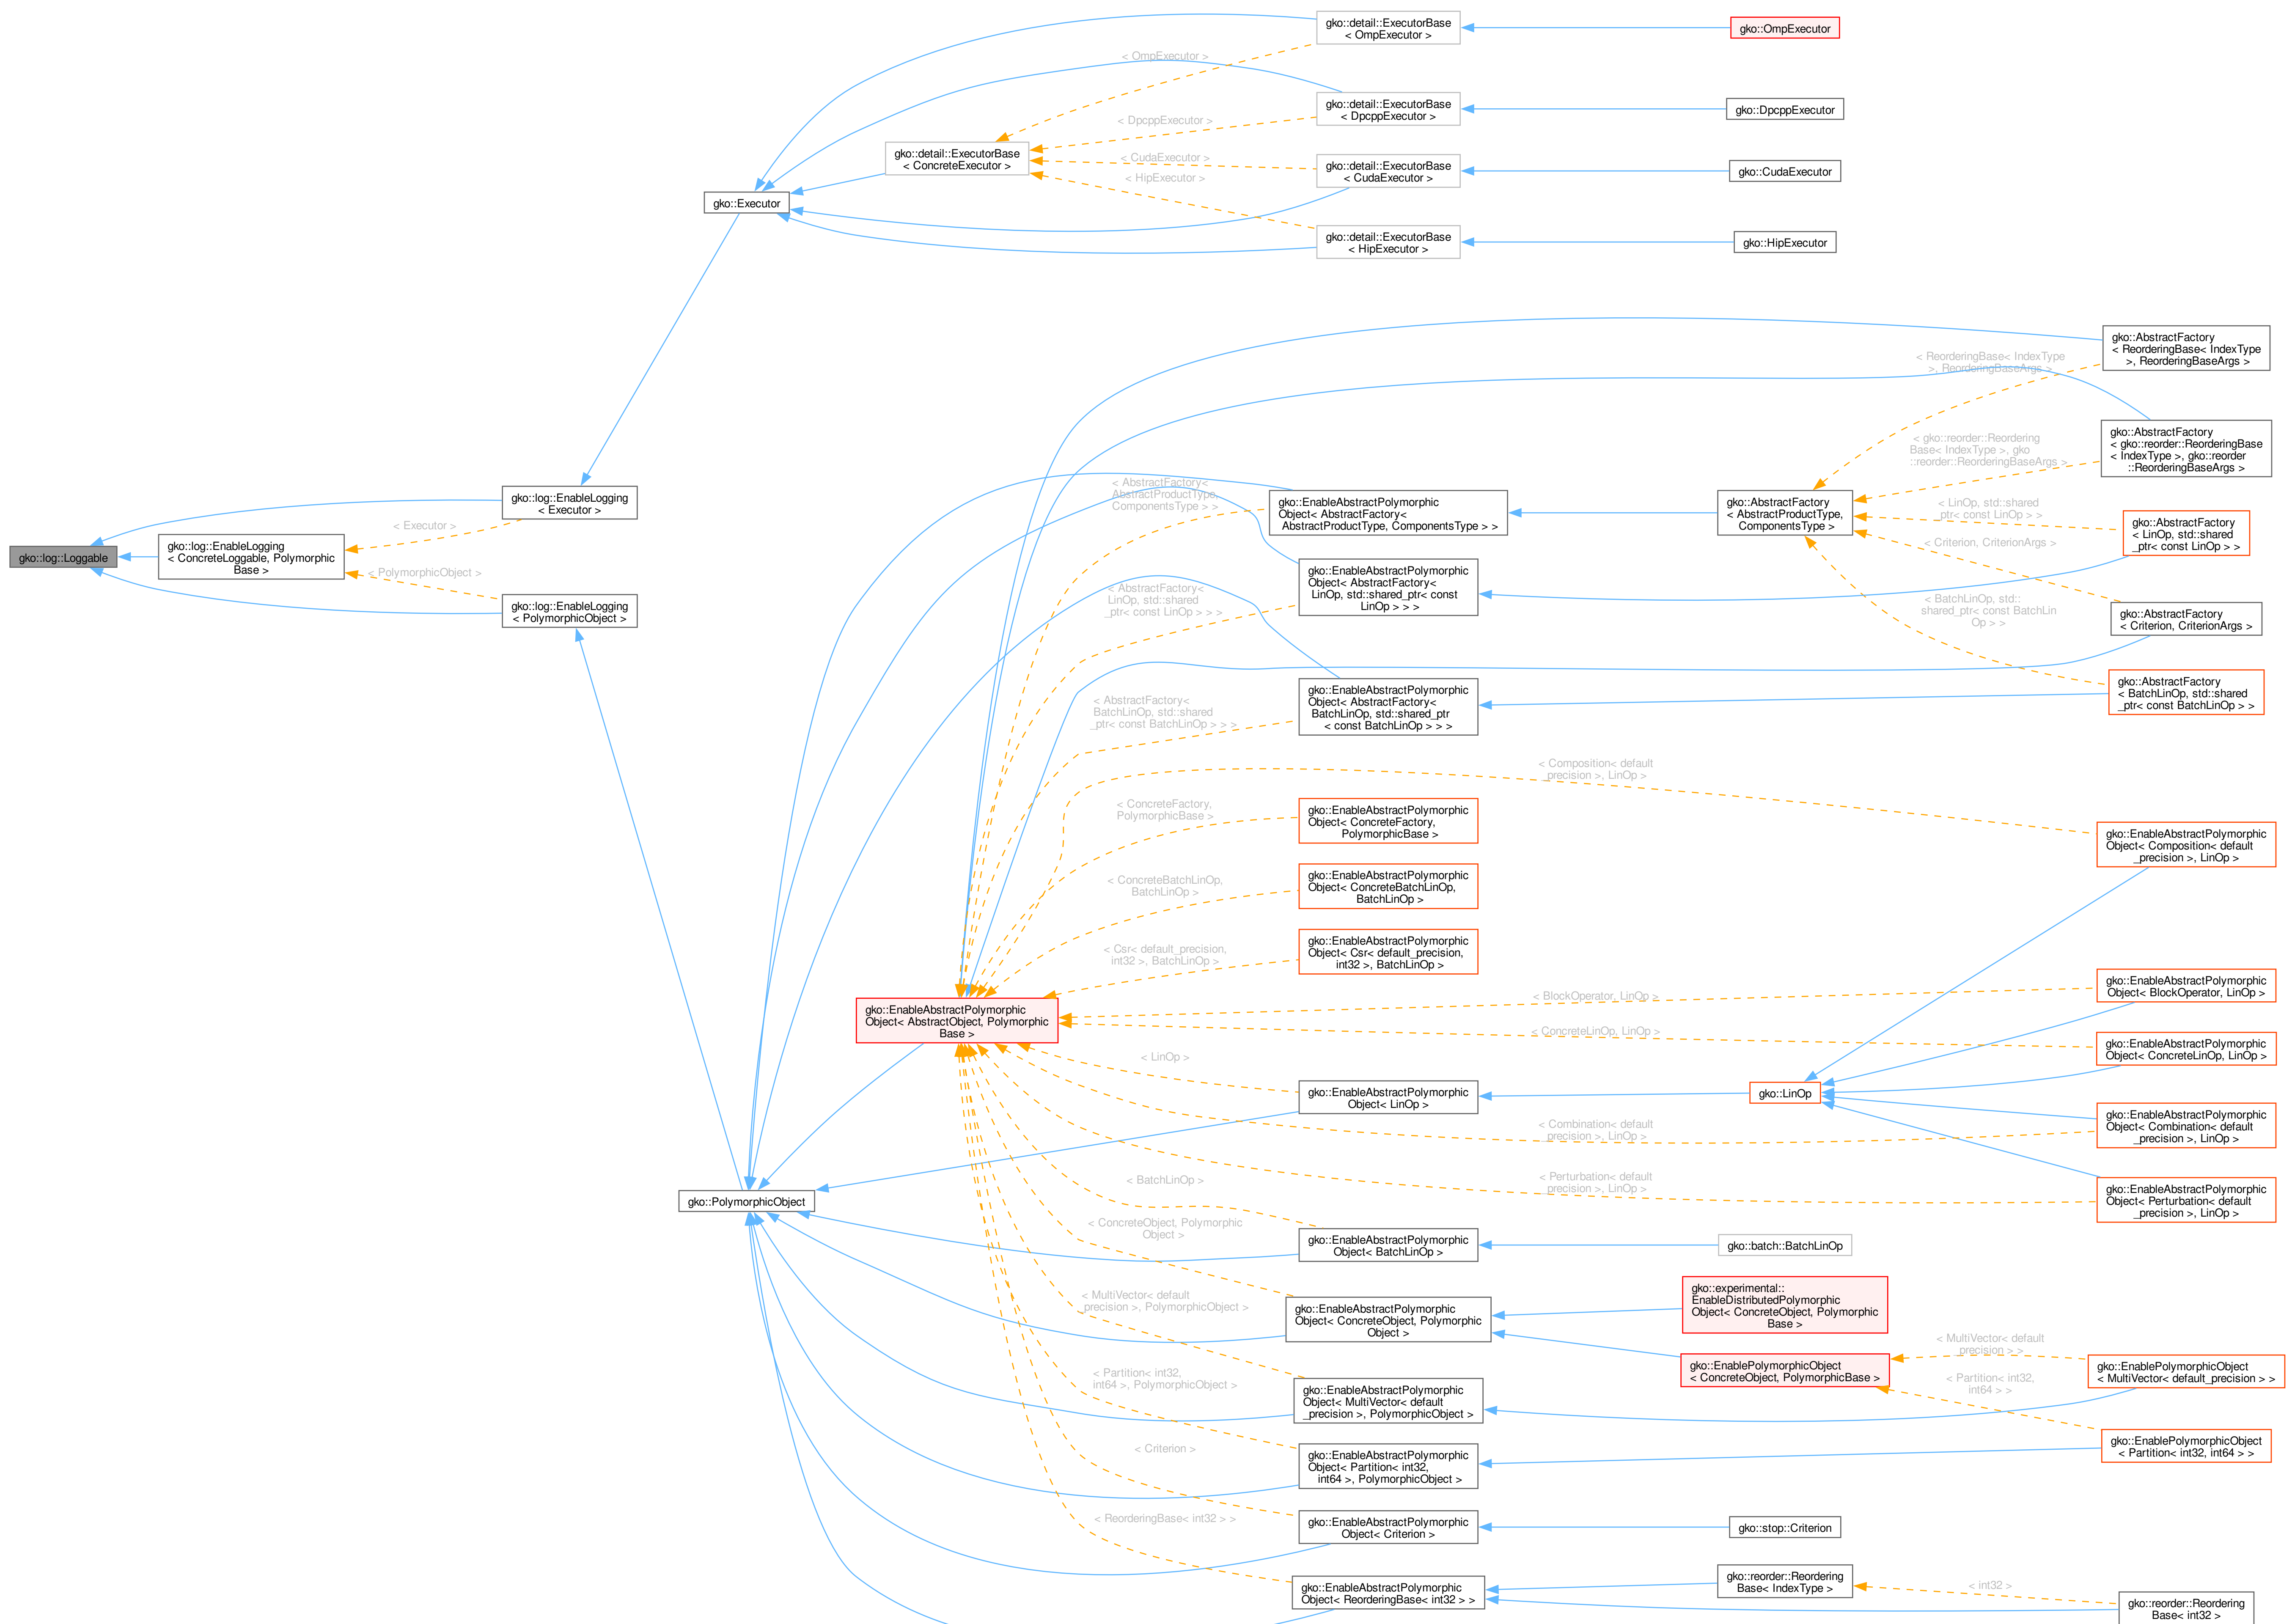 gko::log::Loggable
gko::log::EnableLogging
< Executor >
gko::log::EnableLogging
< ConcreteLoggable, Polymorphic
Base >
gko::log::EnableLogging
< PolymorphicObject >
< Executor >
< PolymorphicObject >
gko::Executor
gko::PolymorphicObject
gko::detail::ExecutorBase
< ConcreteExecutor >
< OmpExecutor >
< DpcppExecutor >
< CudaExecutor >
< HipExecutor >
gko::detail::ExecutorBase
< OmpExecutor >
gko::detail::ExecutorBase
< DpcppExecutor >
gko::detail::ExecutorBase
< CudaExecutor >
gko::detail::ExecutorBase
< HipExecutor >
gko::OmpExecutor
gko::DpcppExecutor
gko::CudaExecutor
gko::HipExecutor
gko::EnableAbstractPolymorphic
Object< AbstractObject, Polymorphic
Base >
< AbstractFactory<
AbstractProductType,
ComponentsType > >
< AbstractFactory<
LinOp, std::shared
_ptr< const LinOp > > >
< AbstractFactory<
BatchLinOp, std::shared
_ptr< const BatchLinOp > > >
< ConcreteFactory,
PolymorphicBase >
< ConcreteBatchLinOp,
BatchLinOp >
< Csr< default_precision,
int32 >, BatchLinOp >
< LinOp >
< BatchLinOp >
< ConcreteObject, Polymorphic
Object >
< MultiVector< default
_precision >, PolymorphicObject >
< Partition< int32,
int64 >, PolymorphicObject >
< Criterion >
< ReorderingBase< int32 > >
gko::EnableAbstractPolymorphic
Object< AbstractFactory<
AbstractProductType, ComponentsType > >
gko::EnableAbstractPolymorphic
Object< AbstractFactory<
LinOp, std::shared_ptr< const
LinOp > > >
gko::EnableAbstractPolymorphic
Object< AbstractFactory<
BatchLinOp, std::shared_ptr
< const BatchLinOp > > >
gko::EnableAbstractPolymorphic
Object< ConcreteFactory,
PolymorphicBase >
gko::EnableAbstractPolymorphic
Object< ConcreteBatchLinOp,
BatchLinOp >
gko::EnableAbstractPolymorphic
Object< Csr< default_precision,
int32 >, BatchLinOp >
gko::EnableAbstractPolymorphic
Object< LinOp >
gko::EnableAbstractPolymorphic
Object< BatchLinOp >
gko::EnableAbstractPolymorphic
Object< ConcreteObject, Polymorphic
Object >
gko::EnableAbstractPolymorphic
Object< MultiVector< default
_precision >, PolymorphicObject >
gko::EnableAbstractPolymorphic
Object< Partition< int32,
int64 >, PolymorphicObject >
gko::EnableAbstractPolymorphic
Object< Criterion >
gko::EnableAbstractPolymorphic
Object< ReorderingBase< int32 > >
< Composition< default
_precision >, LinOp >
< BlockOperator, LinOp >
< ConcreteLinOp, LinOp >
< Combination< default
_precision >, LinOp >
< Perturbation< default
_precision >, LinOp >
gko::AbstractFactory
< AbstractProductType,
ComponentsType >
gko::LinOp
gko::batch::BatchLinOp
gko::experimental::
EnableDistributedPolymorphic
Object< ConcreteObject, Polymorphic
Base >
gko::EnablePolymorphicObject
< ConcreteObject, PolymorphicBase >
gko::stop::Criterion
gko::reorder::Reordering
Base< IndexType >
< ReorderingBase< IndexType
>, ReorderingBaseArgs >
< gko::reorder::Reordering
Base< IndexType >, gko
::reorder::ReorderingBaseArgs >
< LinOp, std::shared
_ptr< const LinOp > >
< Criterion, CriterionArgs >
< BatchLinOp, std::
shared_ptr< const BatchLin
Op > >
< MultiVector< default
_precision > >
< Partition< int32,
int64 > >
< int32 >
gko::AbstractFactory
< ReorderingBase< IndexType
>, ReorderingBaseArgs >
gko::AbstractFactory
< gko::reorder::ReorderingBase
< IndexType >, gko::reorder
::ReorderingBaseArgs >
gko::AbstractFactory
< LinOp, std::shared
_ptr< const LinOp > >
gko::AbstractFactory
< Criterion, CriterionArgs >
gko::AbstractFactory
< BatchLinOp, std::shared
_ptr< const BatchLinOp > >
gko::EnableAbstractPolymorphic
Object< Composition< default
_precision >, LinOp >
gko::EnableAbstractPolymorphic
Object< BlockOperator, LinOp >
gko::EnableAbstractPolymorphic
Object< ConcreteLinOp, LinOp >
gko::EnableAbstractPolymorphic
Object< Combination< default
_precision >, LinOp >
gko::EnableAbstractPolymorphic
Object< Perturbation< default
_precision >, LinOp >
gko::EnablePolymorphicObject
< MultiVector< default_precision > >
gko::EnablePolymorphicObject
< Partition< int32, int64 > >
gko::reorder::Reordering
Base< int32 >